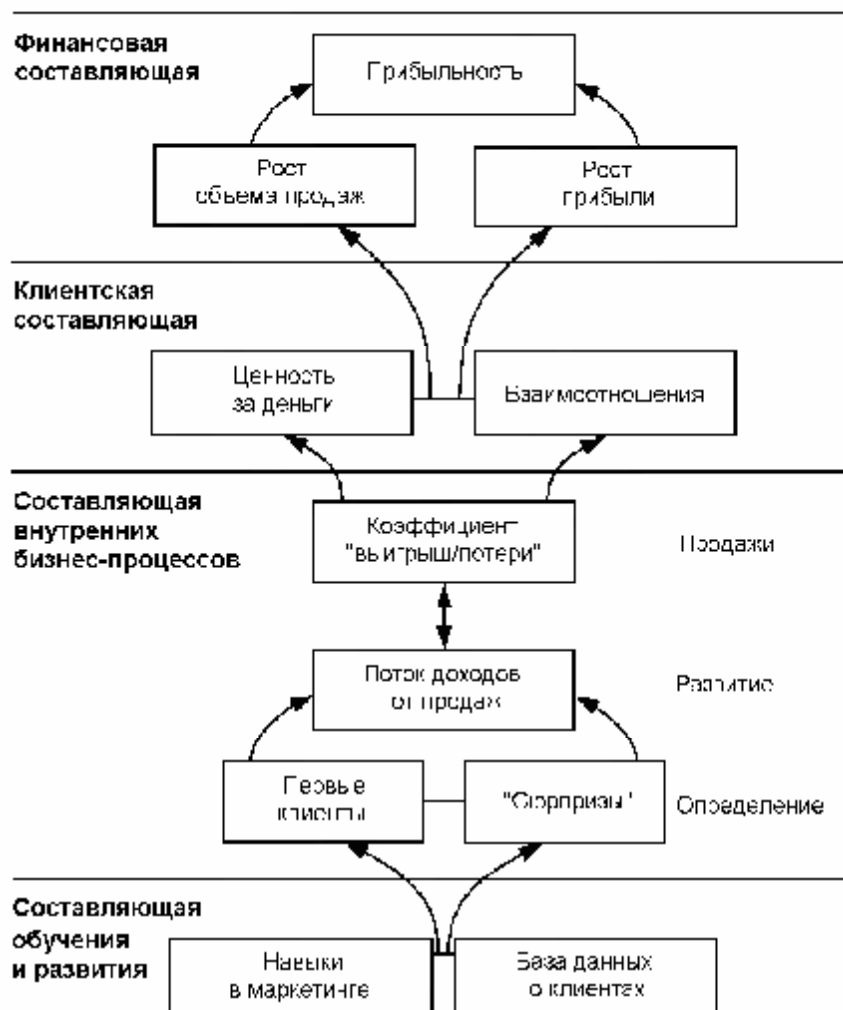 Финансовая
составляющая
Прибыльность
Рост
объема продаж
Рост
прибыли
Клиентская
составляющая
Ценность
за деньги
Взаимоотношения
Составляющая
внутренних
бизнес-процессов
Коэффициент
"выигрыш/потери"
Продажи
Поток доходов
от продаж
Развитие
Первые
клиенты
"Сюрпризы"
Определение
Составляющая
обучения
и развития
Навыки
в маркетинге
База данных
о клиентах